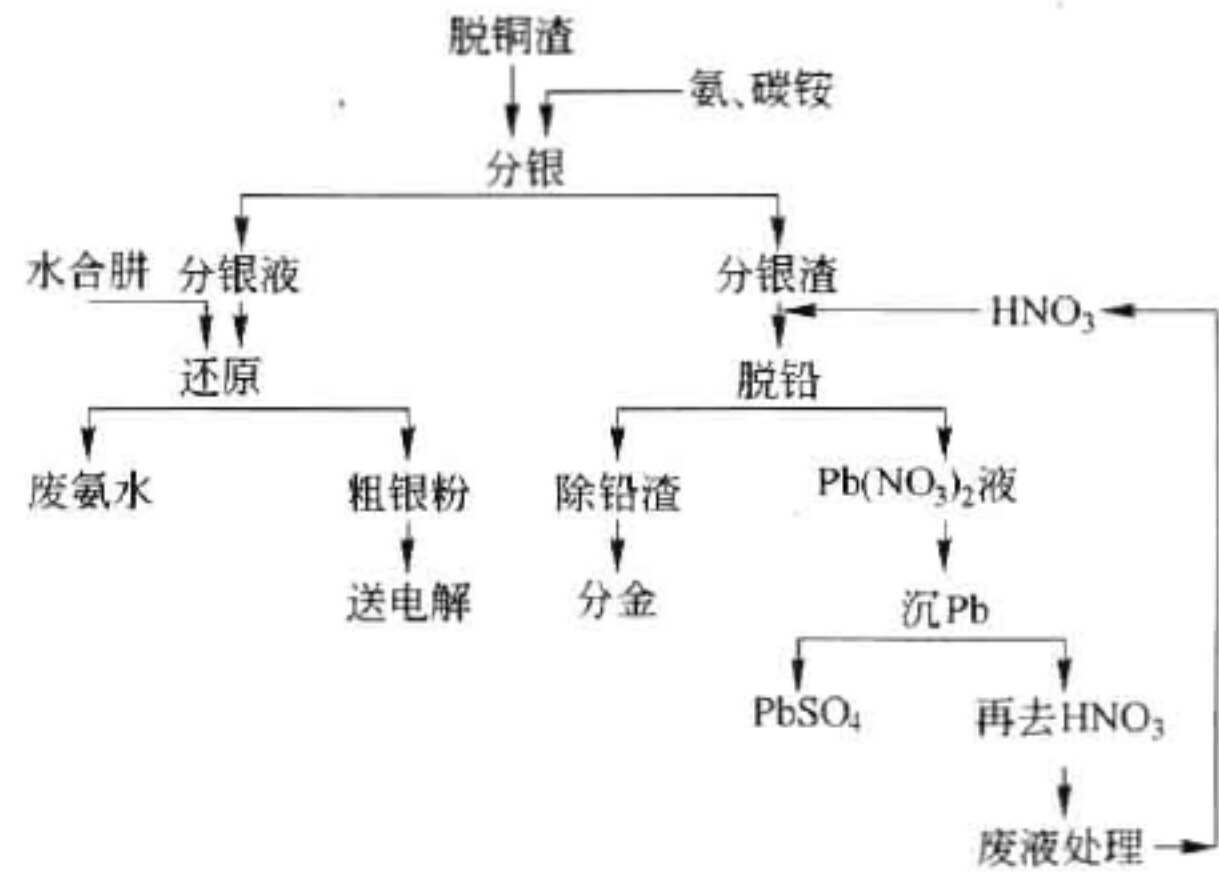 脱铜渣
氨、碳铵
分银
水合肼 分银液 分银渣
HNO₃
还原 脱铅
废氨水 粗银粉 除铅渣 Pb(NO₃)₂液
送电解 分金 沉Pb
PbSO₄ 再去HNO₃
废液处理